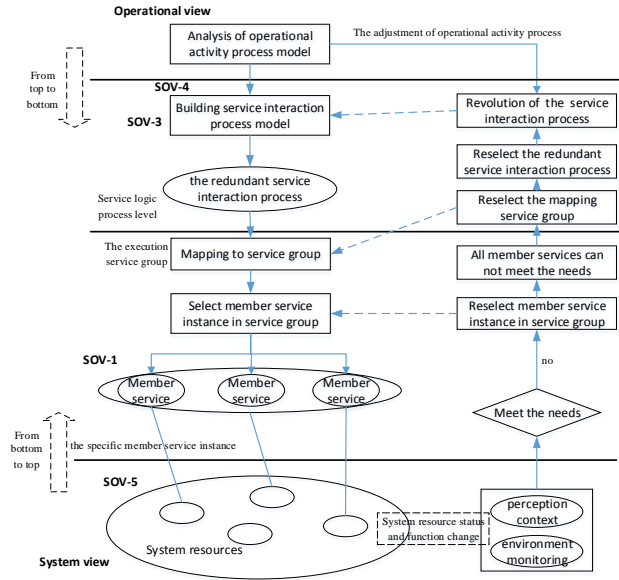 Operational view
Analysis of operational
activity process model
The adjustment of operational activity process
From
top to
bottom
SOV-4
SOV-3
Building service interaction
process model
Revolution of the service
interaction process
the redundant service
interaction process
Reselect the redundant
service interaction process
Service logic
process level
Reselect the mapping
service group
The execution
service group
Mapping to service group
All member services can
not meet the needs
Select member service
instance in service group
Reselect member service
instance in service group
SOV-1
no
Member
service
Member
service
Member
service
Meet the needs
From
bottom
to top
the specific member service instance
SOV-5
System resources
System view
System resource status
and function change
perception
context
environment
monitoring